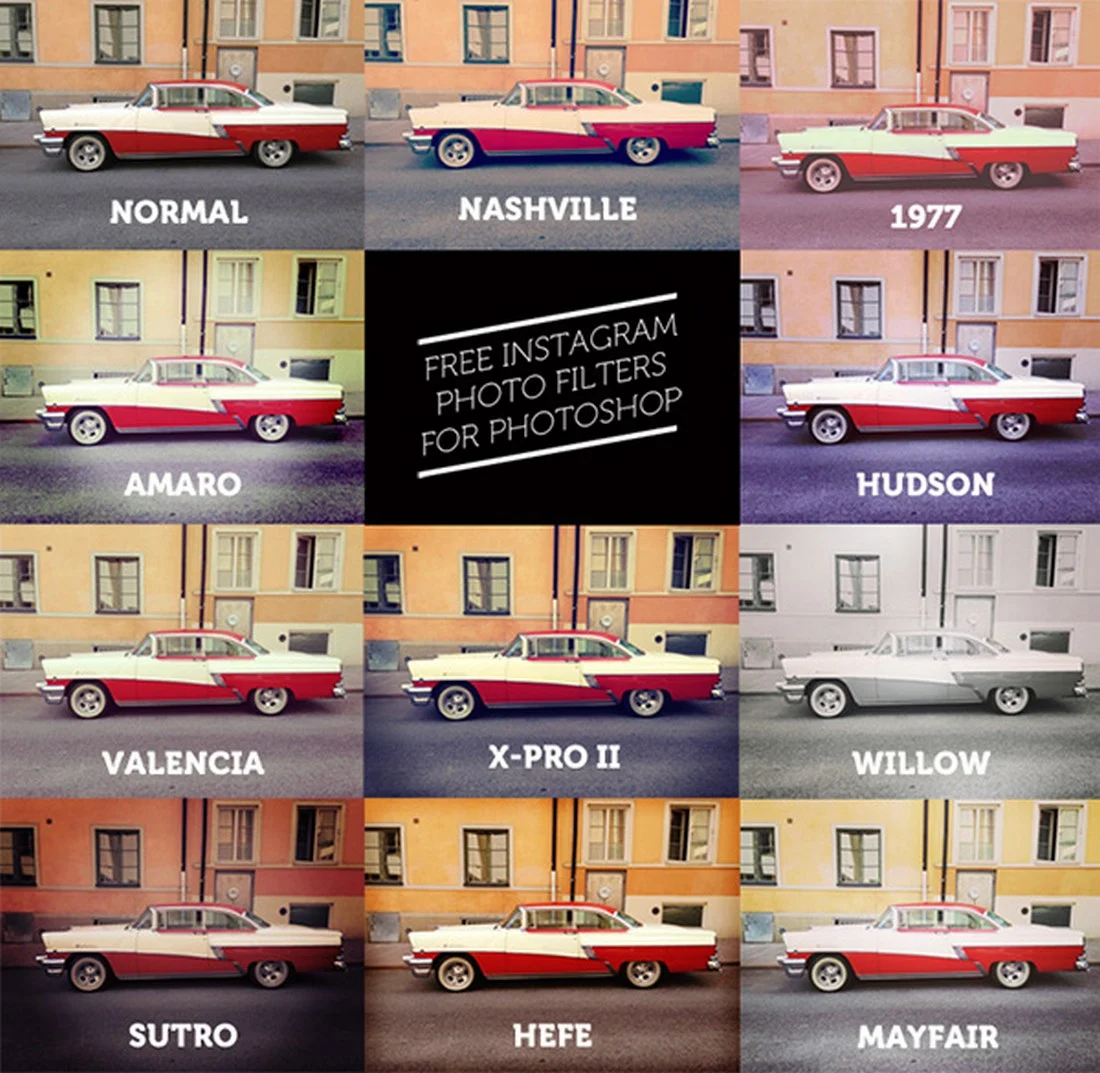 NORMAL
NASHVILLE
1977
AMARO
FREE INSTAGRAM
PHOTO FILTERS
FOR PHOTOSHOP
HUDSON
VALENCIA
X-PRO II
WILLOW
SUTRO
HEFE
MAYFAIR